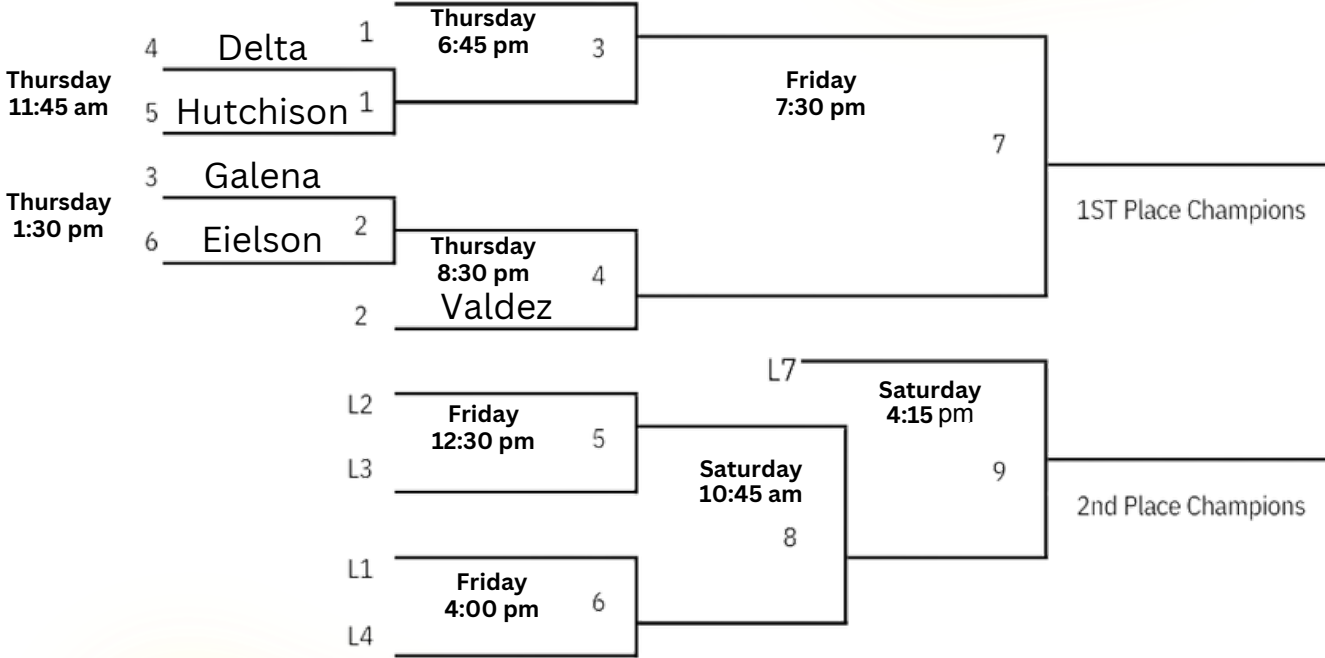 1
Thursday
6:45 pm
3
4
Delta
Thursday
11:45 am
5
Hutchison
1
Friday
7:30 pm
7
3
Galena
Thursday
1:30 pm
6
Eielson
2
Thursday
8:30 pm
4
2
Valdez
1ST Place Champions
L7
Saturday
4:15 pm
L2
Friday
12:30 pm
5
L3
Saturday
10:45 am
8
9
2nd Place Champions
L1
Friday
4:00 pm
6
L4